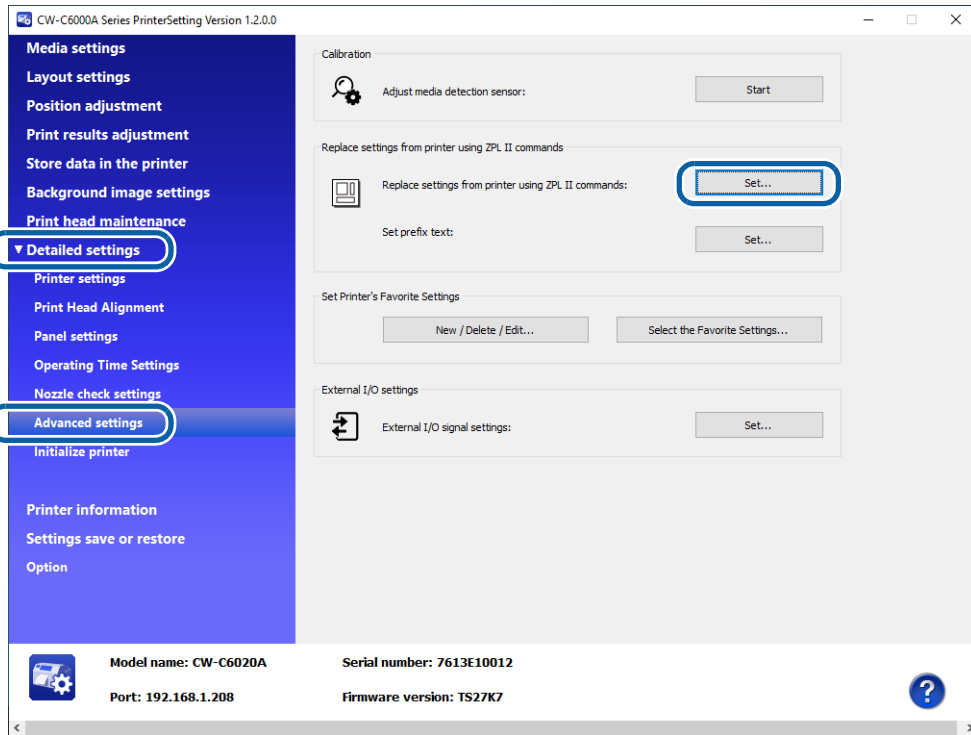 CW-C6000A Series PrinterSetting Version 1.2.0.0
Media settings
Layout settings
Position adjustment
Print results adjustment
Store data in the printer
Background image settings
Print head maintenance
▼ Detailed settings
Printer settings
Print Head Alignment
Panel settings
Operating Time Settings
Nozzle check settings
Advanced settings
Initialize printer
Printer information
Settings save or restore
Option
Calibration
Adjust media detection sensor: Start
Replace settings from printer using ZPL II commands
Replace settings from printer using ZPL II commands: Set...
Set prefix text: Set...
Set Printer's Favorite Settings
New / Delete / Edit... Select the Favorite Settings...
External I/O settings
External I/O signal settings: Set...
Model name: CW-C6020A Serial number: 7613E10012
Port: 192.168.1.208 Firmware version: TS27K7
?